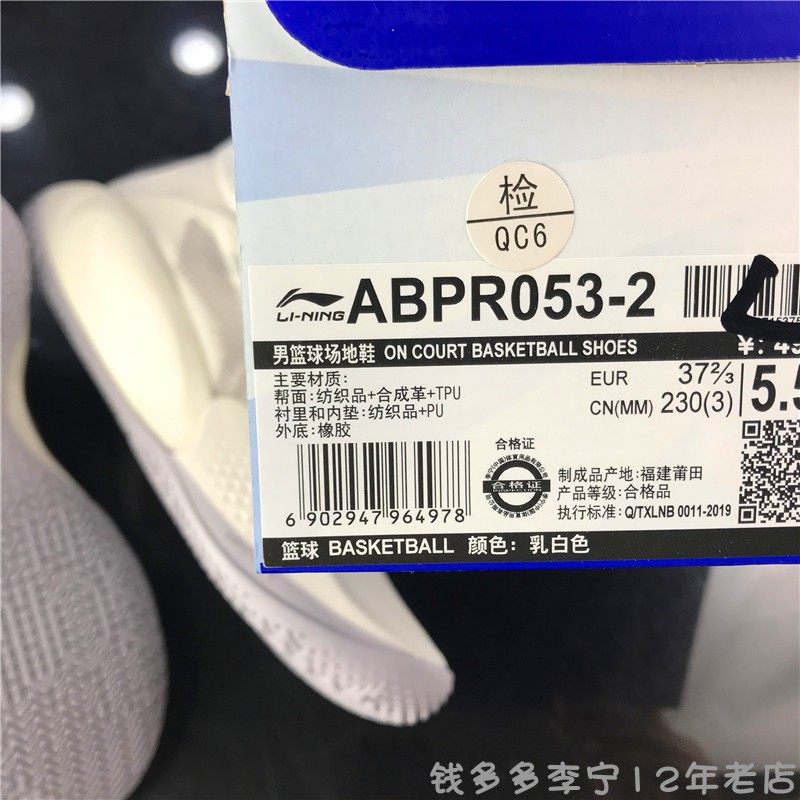 检
QC6
LI-NING ABPR053-2
男篮球场地鞋 ON COURT BASKETBALL SHOES
主要材质:
帮面:纺织品+合成革+TPU
衬里和内垫:纺织品+PU
外底:橡胶
EUR 37⅔
CN(MM) 230(3)
5.5
6 902947 964978
合格证
合格证
INSPECTION
制成品产地:福建莆田
产品等级:合格品
执行标准:Q/TXLNB 0011-2019
篮球 BASKETBALL 颜色:乳白色
钱多多李宁12年老店